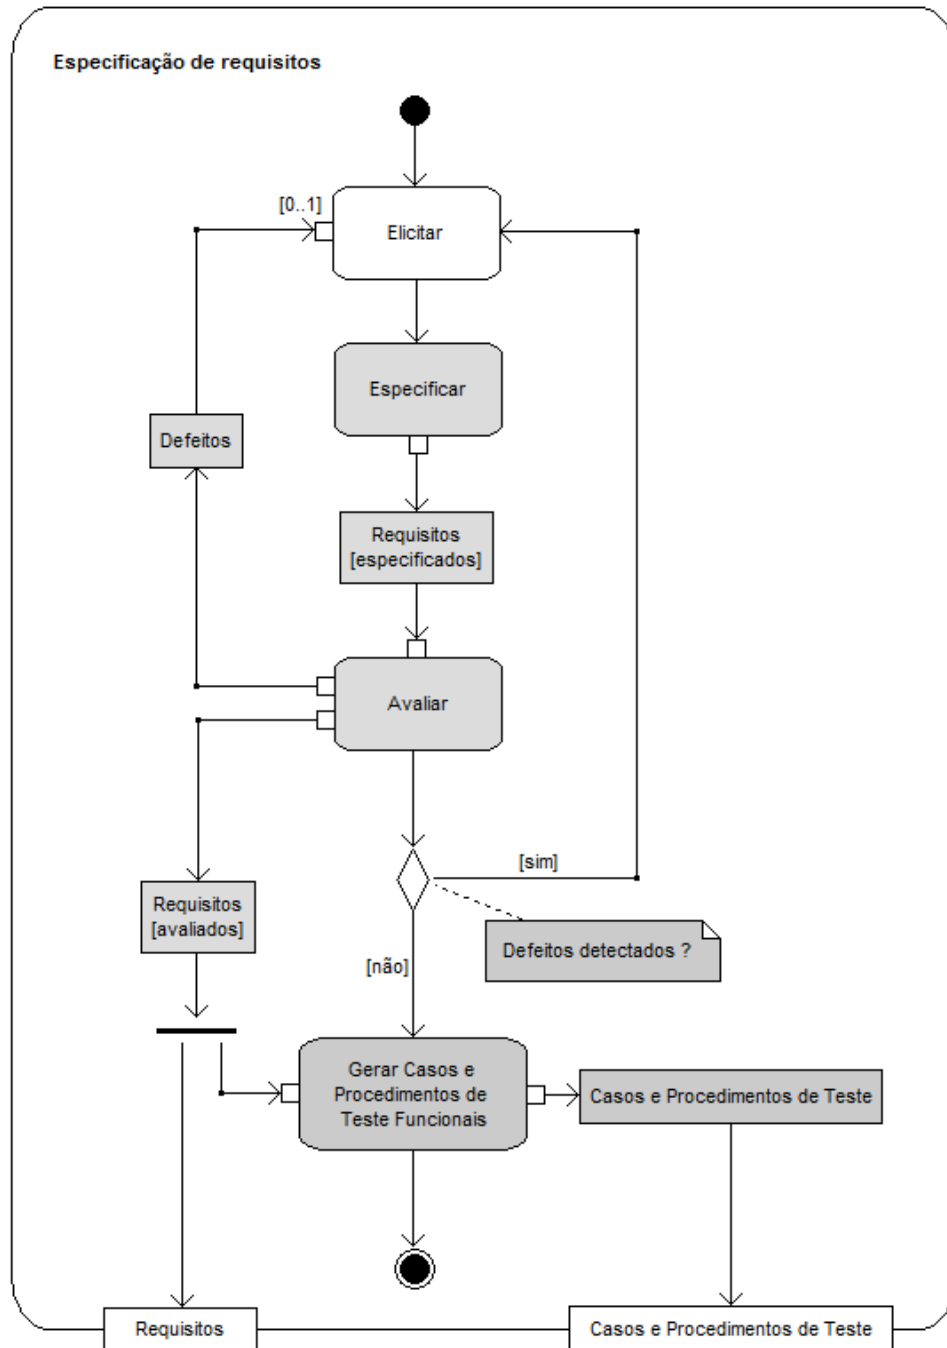 Especificação de requisitos
[0..1]
Elicitar
Especificar
Defeitos
Requisitos
[especificados]
Avaliar
[sim]
Requisitos
[avaliados]
Defeitos detectados ?
[não]
Gerar Casos e
Procedimentos de
Teste Funcionais
Casos e Procedimentos de Teste
Requisitos
Casos e Procedimentos de Teste